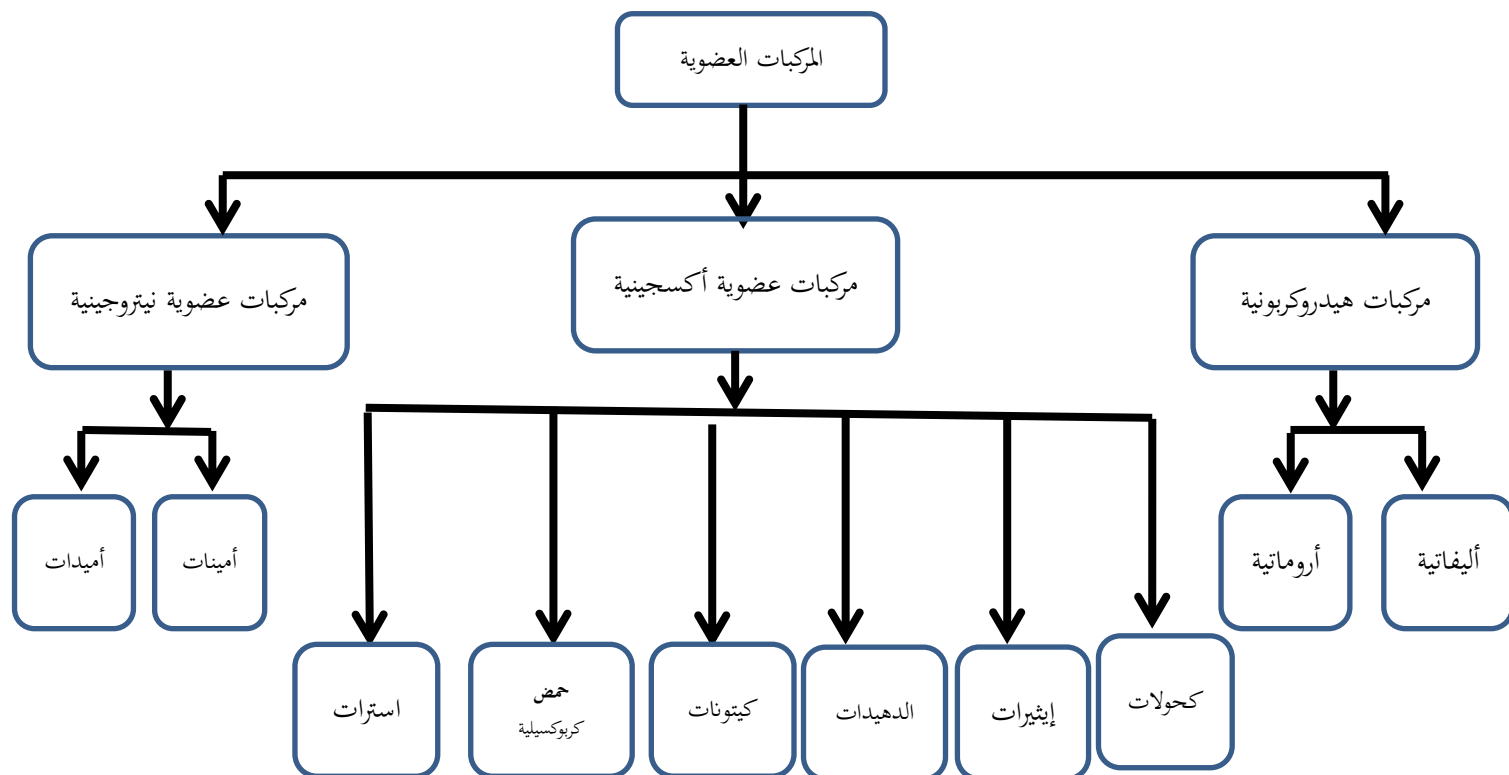 المركبات العضوية
مركبات هيدروكربونية
مركبات عضوية أكسجينية
مركبات عضوية نيتروجينية
أليفاتية
أروماتية
أمينات
أميدات
كحولات
إيثيرات
الدهيدات
كيتونات
حمض
كربوكسيلية
استرات